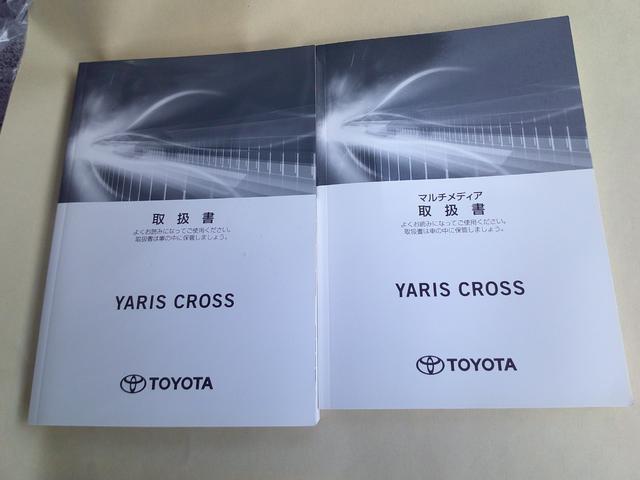 取扱書
よくお読みになってご使用ください。
取扱書は車の中に保管しましょう。
YARIS CROSS
TOYOTA
マルチメディア
取扱書
よくお読みになってご使用ください。
取扱書は車の中に保管しましょう。
YARIS CROSS
TOYOTA